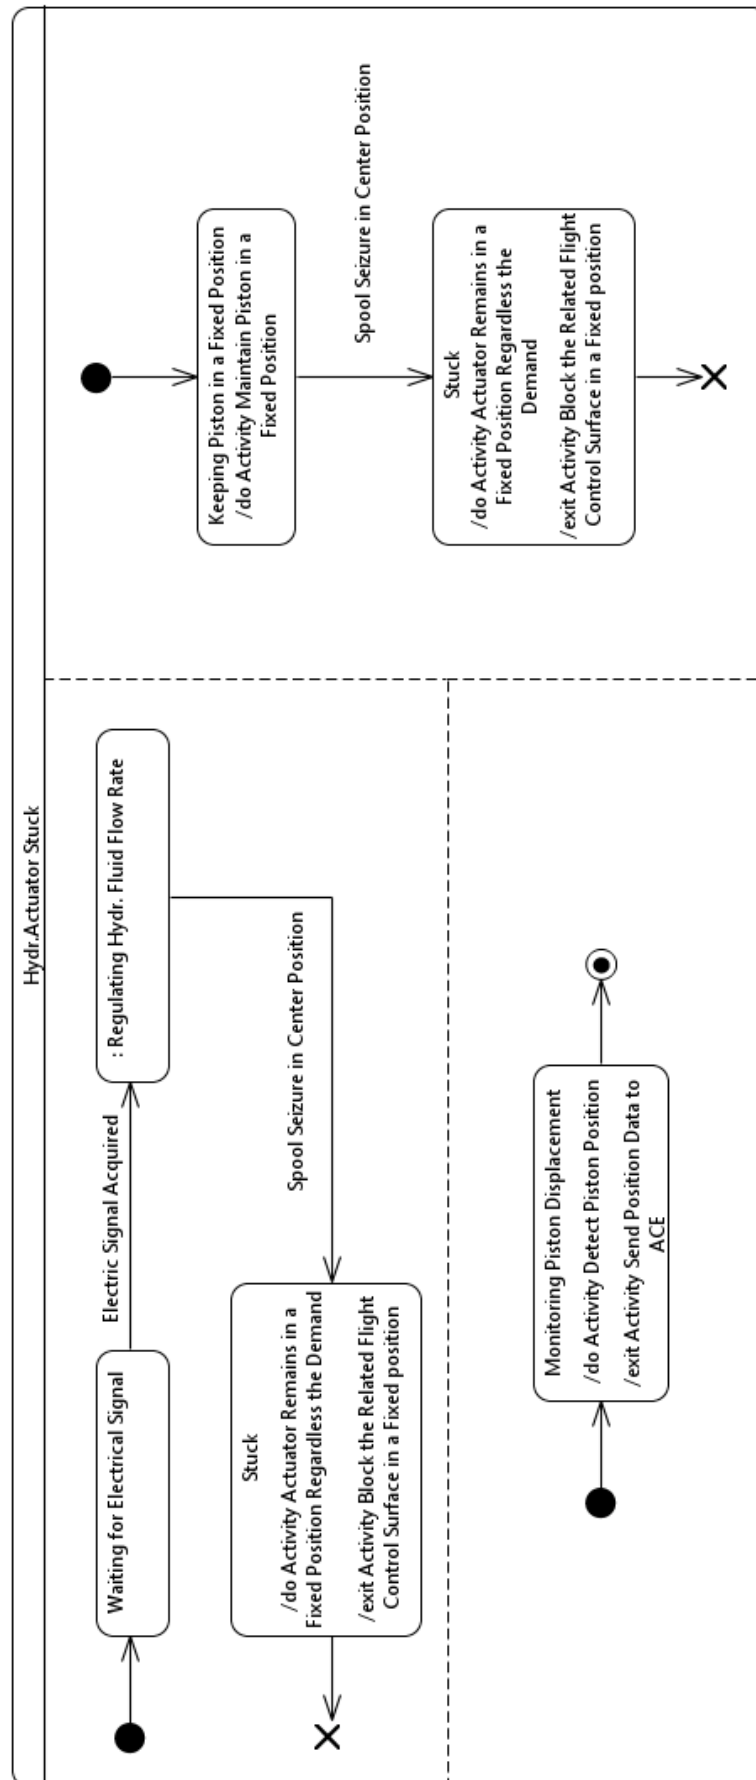 Hydr.Actuator Stuck
Waiting for Electrical Signal
Electric Signal Acquired
: Regulating Hydr. Fluid Flow Rate
Spool Seizure in Center Position
Stuck
/do Activity Actuator Remains in a
Fixed Position Regardless the Demand
/exit Activity Block the Related Flight
Control Surface in a Fixed position
Monitoring Piston Displacement
/do Activity Detect Piston Position
/exit Activity Send Position Data to
ACE
Keeping Piston in a Fixed Position
/do Activity Maintain Piston in a
Fixed Position
Spool Seizure in Center Position
Stuck
/do Activity Actuator Remains in a
Fixed Position Regardless the
Demand
/exit Activity Block the Related Flight
Control Surface in a Fixed position